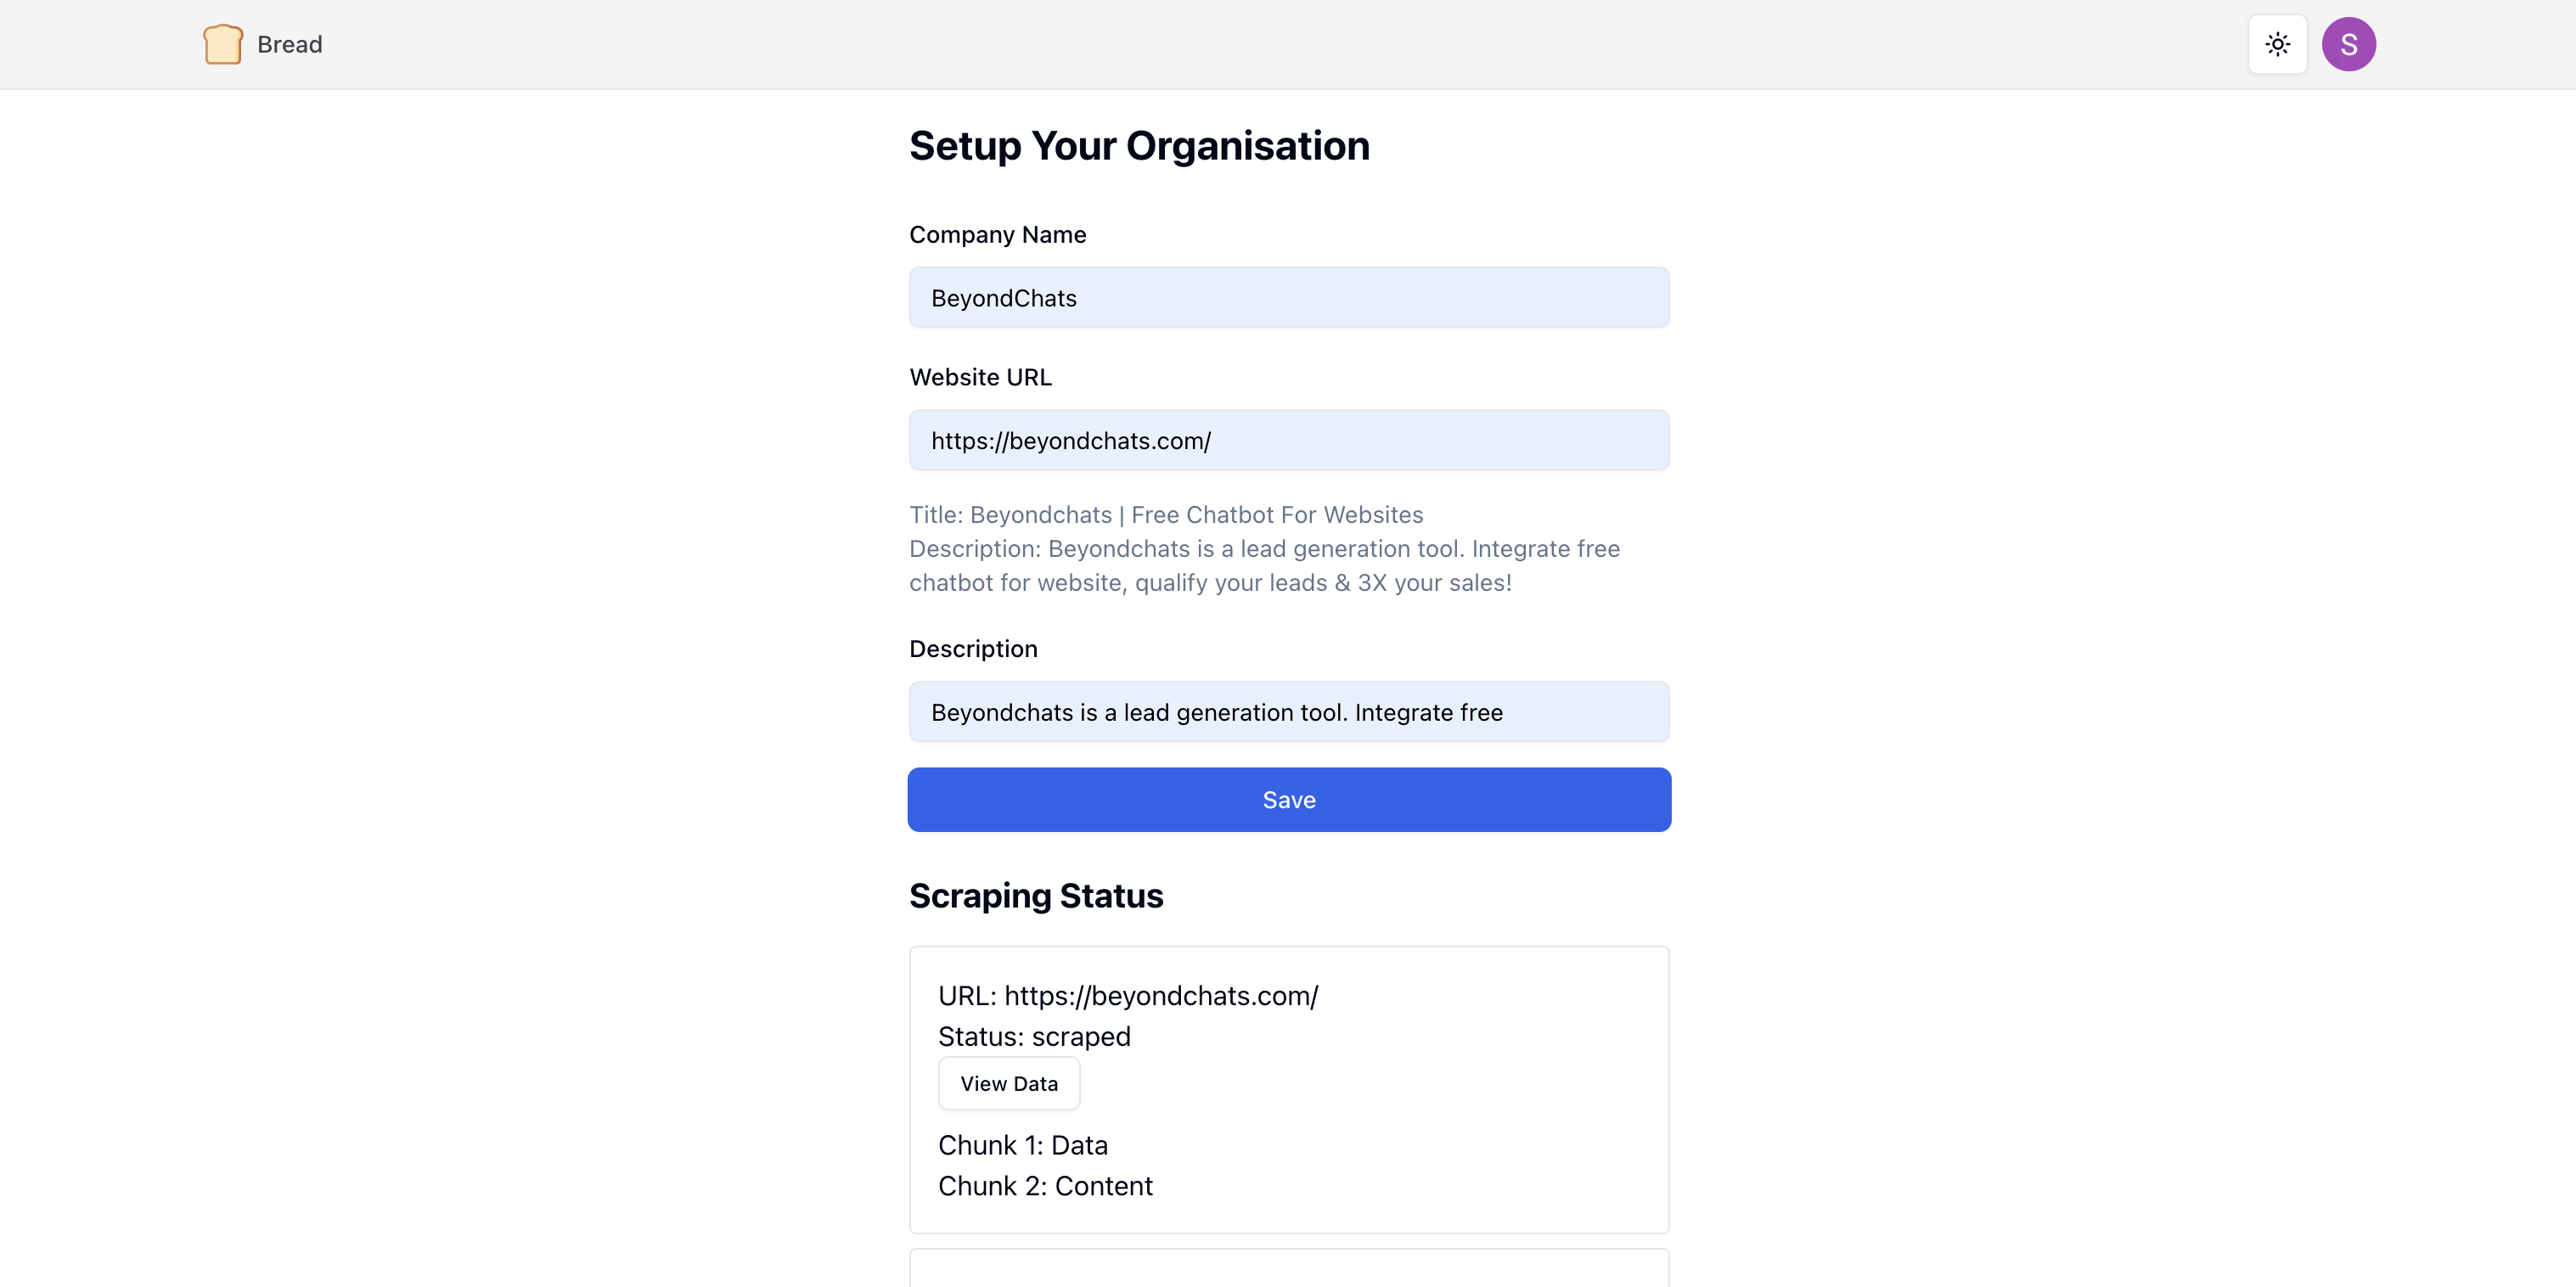 Bread
S
Setup Your Organisation
Company Name
BeyondChats
Website URL
https://beyondchats.com/
Title: Beyondchats | Free Chatbot For Websites
Description: Beyondchats is a lead generation tool. Integrate free
chatbot for website, qualify your leads & 3X your sales!
Description
Beyondchats is a lead generation tool. Integrate free
Save
Scraping Status
URL: https://beyondchats.com/
Status: scraped
View Data
Chunk 1: Data
Chunk 2: Content